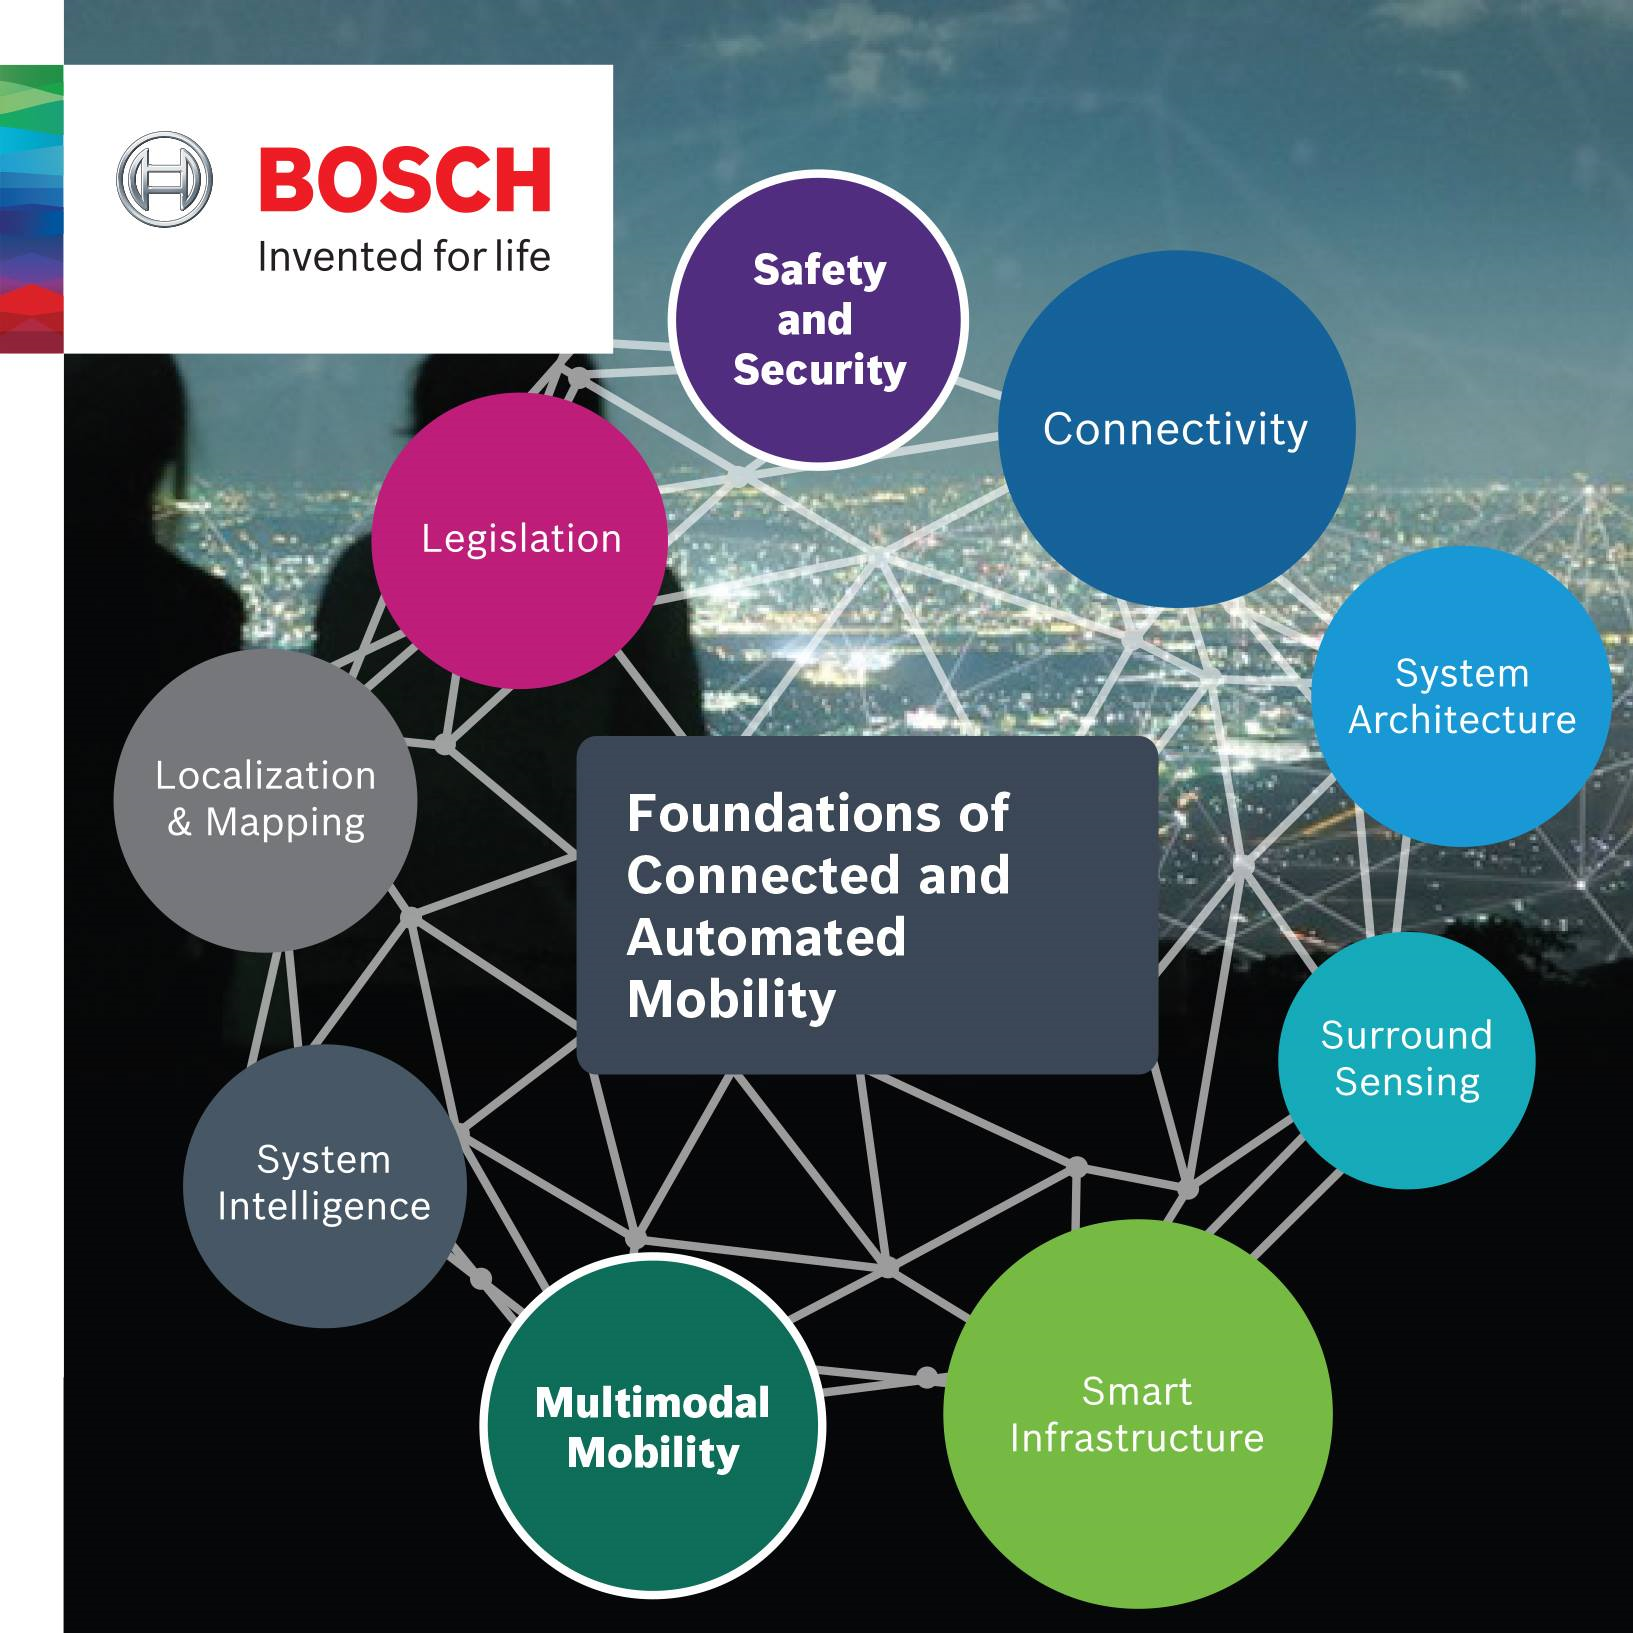 BOSCH
Invented for life
Safety
and
Security
Connectivity
Legislation
System
Architecture
Localization
& Mapping
Foundations of
Connected and
Automated
Mobility
Surround
Sensing
System
Intelligence
Multimodal
Mobility
Smart
Infrastructure